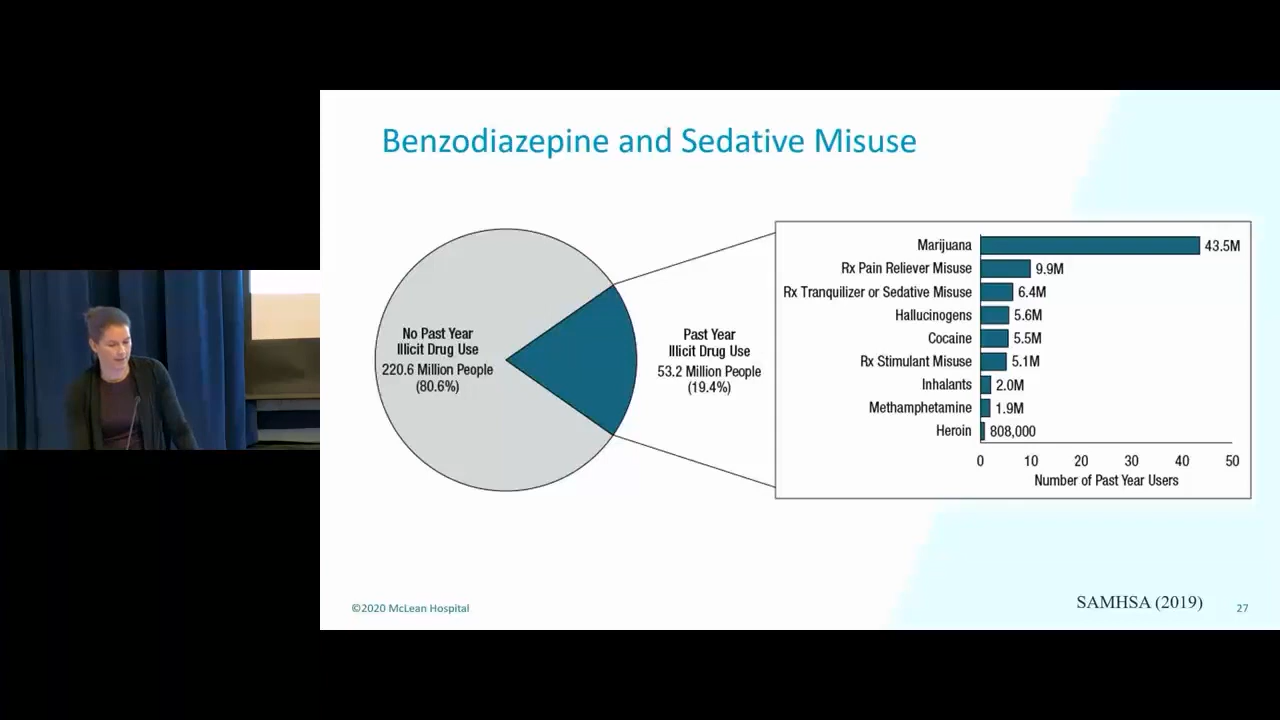 Benzodiazepine and Sedative Misuse
No Past Year
Illicit Drug Use
220.6 Million People
(80.6%)
Past Year
Illicit Drug Use
53.2 Million People
(19.4%)
Marijuana 43.5M
Rx Pain Reliever Misuse 9.9M
Rx Tranquilizer or Sedative Misuse 6.4M
Hallucinogens 5.6M
Cocaine 5.5M
Rx Stimulant Misuse 5.1M
Inhalants 2.0M
Methamphetamine 1.9M
Heroin 808,000
0 10 20 30 40 50
Number of Past Year Users
©2020 McLean Hospital
SAMHSA (2019)
27